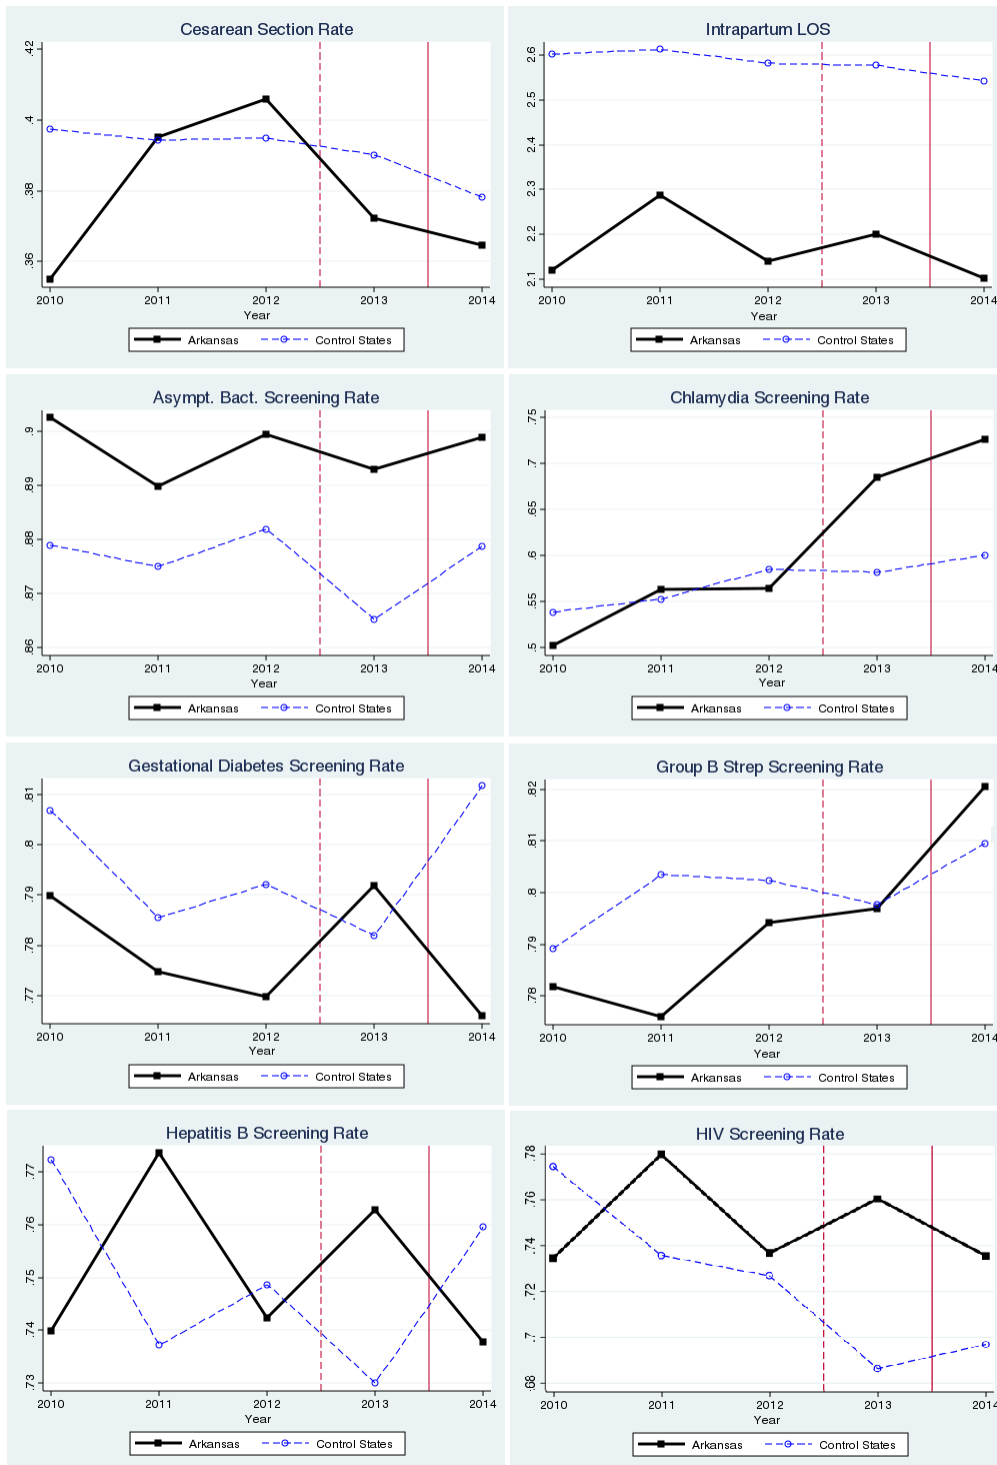 Cesarean Section Rate
.42
.4
.38
.36
2010 2011 2012 2013 2014
Year
Arkansas Control States
Intrapartum LOS
2.6
2.5
2.4
2.3
2.2
2.1
2010 2011 2012 2013 2014
Year
Arkansas Control States
Asympt. Bact. Screening Rate
.9
.89
.88
.87
.86
2010 2011 2012 2013 2014
Year
Arkansas Control States
Chlamydia Screening Rate
.75
.7
.65
.6
.55
.5
2010 2011 2012 2013 2014
Year
Arkansas Control States
Gestational Diabetes Screening Rate
.81
.8
.79
.78
.77
2010 2011 2012 2013 2014
Year
Arkansas Control States
Group B Strep Screening Rate
.82
.81
.8
.79
.78
2010 2011 2012 2013 2014
Year
Arkansas Control States
Hepatitis B Screening Rate
.77
.76
.75
.74
.73
2010 2011 2012 2013 2014
Year
Arkansas Control States
HIV Screening Rate
.78
.76
.74
.72
.7
.68
2010 2011 2012 2013 2014
Year
Arkansas Control States